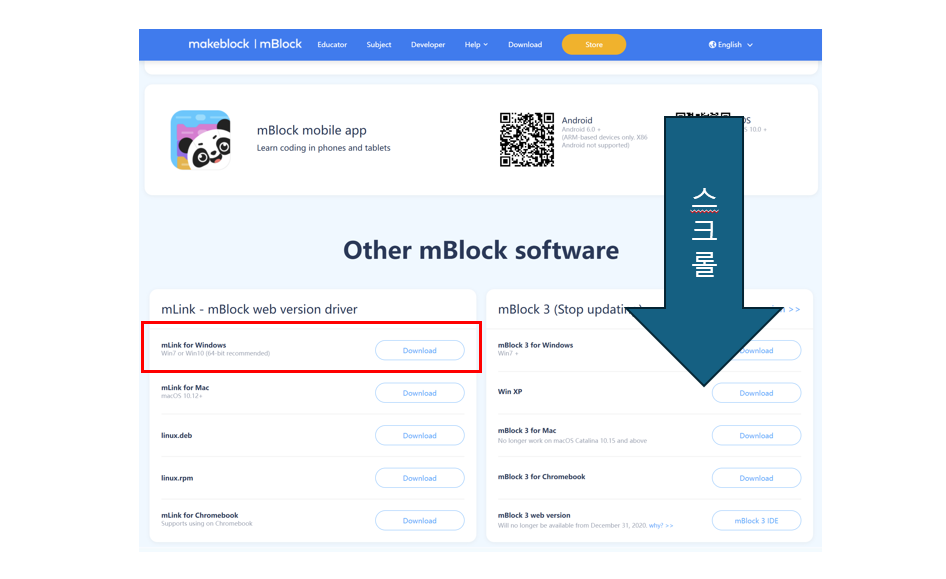 makeblock | mBlock Educator Subject Developer Help Download Store English
mBlock mobile app
Learn coding in phones and tablets
Android
Android 6.0 +
(ARM-based devices only, X86
Android not supported)
OS
OS 10.0 +
스
크
롤
Other mBlock software
mLink - mBlock web version driver
mLink for Windows
Win7 or Win10 (64-bit recommended)
Download
mLink for Mac
macOS 10.12+
Download
linux.deb
Download
linux.rpm
Download
mLink for Chromebook
Supports using on Chromebook
Download
mBlock 3 (Stop updating)
>>
mBlock 3 for Windows
Win7 +
Download
Win XP
Download
mBlock 3 for Mac
No longer work on macOS Catalina 10.15 and above
Download
mBlock 3 for Chromebook
Download
mBlock 3 web version
Will no longer be available from December 31, 2020. why? >>
mBlock 3 IDE